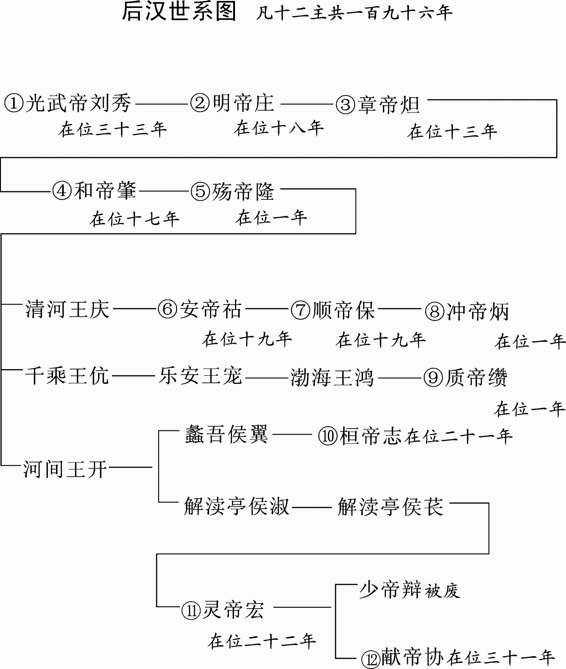 后汉世系图 凡十二主共一百九十六年
①光武帝刘秀 ②明帝庄 ③章帝炟
在位三十三年 在位十八年 在位十三年
④和帝肇 ⑤殇帝隆
在位十七年 在位一年
清河王庆 ⑥安帝祜 ⑦顺帝保 ⑧冲帝炳
在位十九年 在位十九年 在位一年
千乘王伉 乐安王宠 渤海王鸿 ⑨质帝缵
在位一年
蠡吾侯翼 ⑩桓帝志在位二十一年
河间王开
解渎亭侯淑 解渎亭侯苌
少帝辩被废
⑪灵帝宏
在位二十二年
⑫献帝协在位三十一年